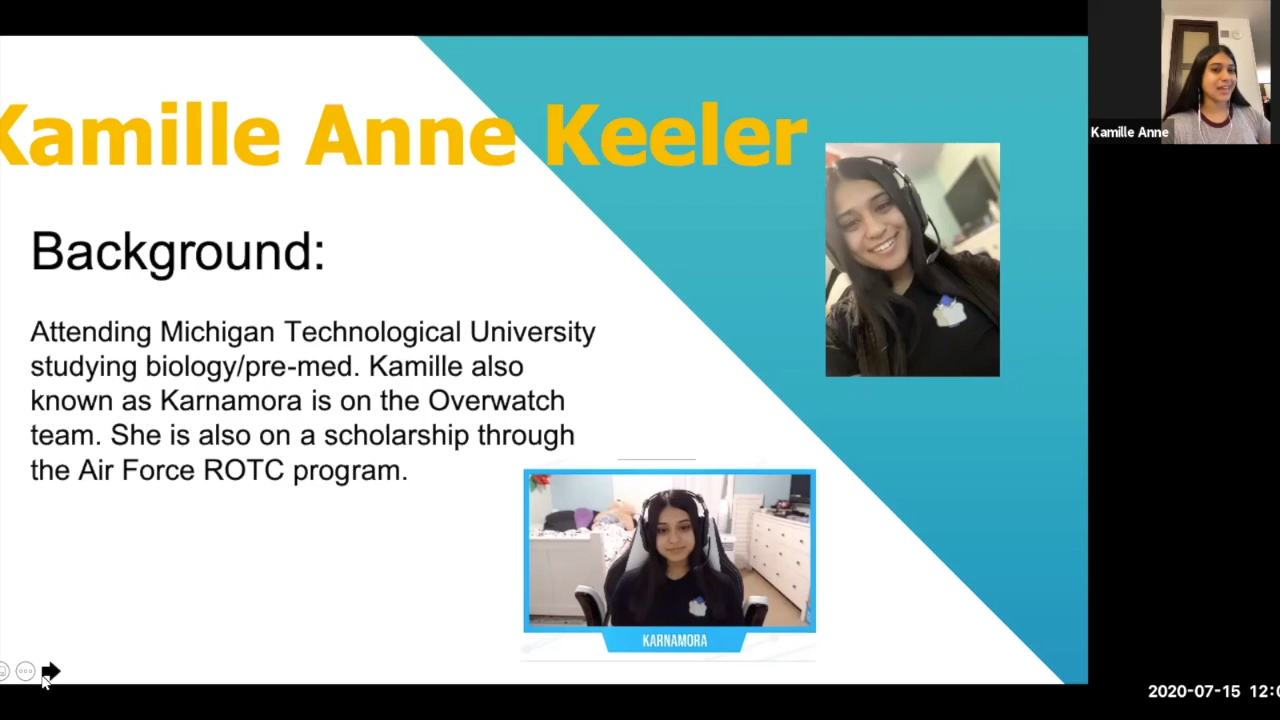 Kamille Anne Keeler
Background:
Attending Michigan Technological University
studying biology/pre-med. Kamille also
known as Karnamora is on the Overwatch
team. She is also on a scholarship through
the Air Force ROTC program.
KARNAMORA
Kamille Anne
2020-07-15 12:0